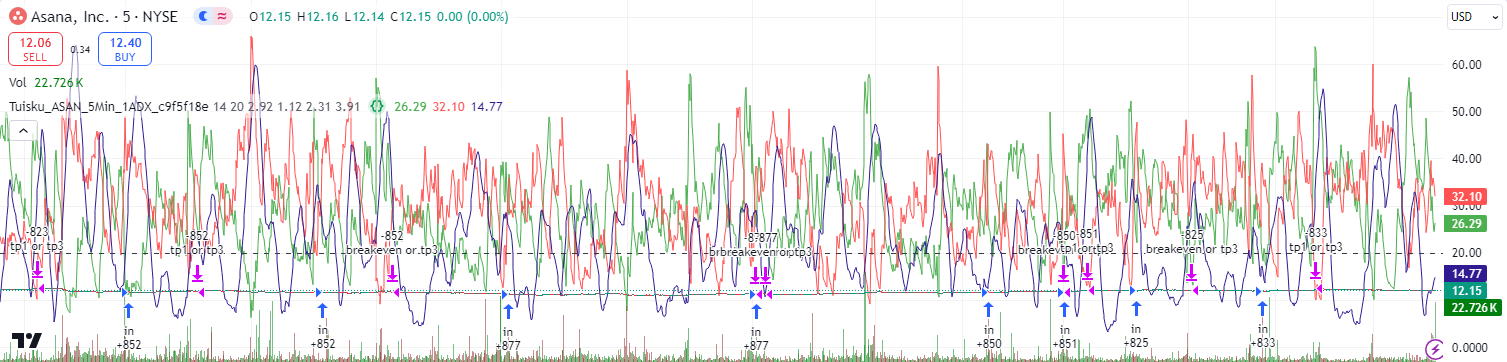 Asana, Inc. · 5 · NYSE O12.15 H12.16 L12.14 C12.15 0.00 (0.00%)
USD
12.06
SELL
0.34
12.40
BUY
Vol 22.726 K
Tuisku_ASAN_5Min_1ADX_c9f5f18e 14 20 2.92 1.12 2.31 3.91 {} 26.29 32.10 14.77
60.00
50.00
40.00
32.10
30.00
26.29
20.00
14.77
12.15
22.726 K
0.0000
-823
tp1 or tp3
-852
tp1 or tp3
-852
breakeven or tp3
-877
breakeven or tp3
-850
-851
tp1 or tp3
-825
breakeven or tp3
-833
tp1 or tp3
in
+852
in
+852
in
+877
in
+877
in
+850
in
+851
in
+825
in
+833